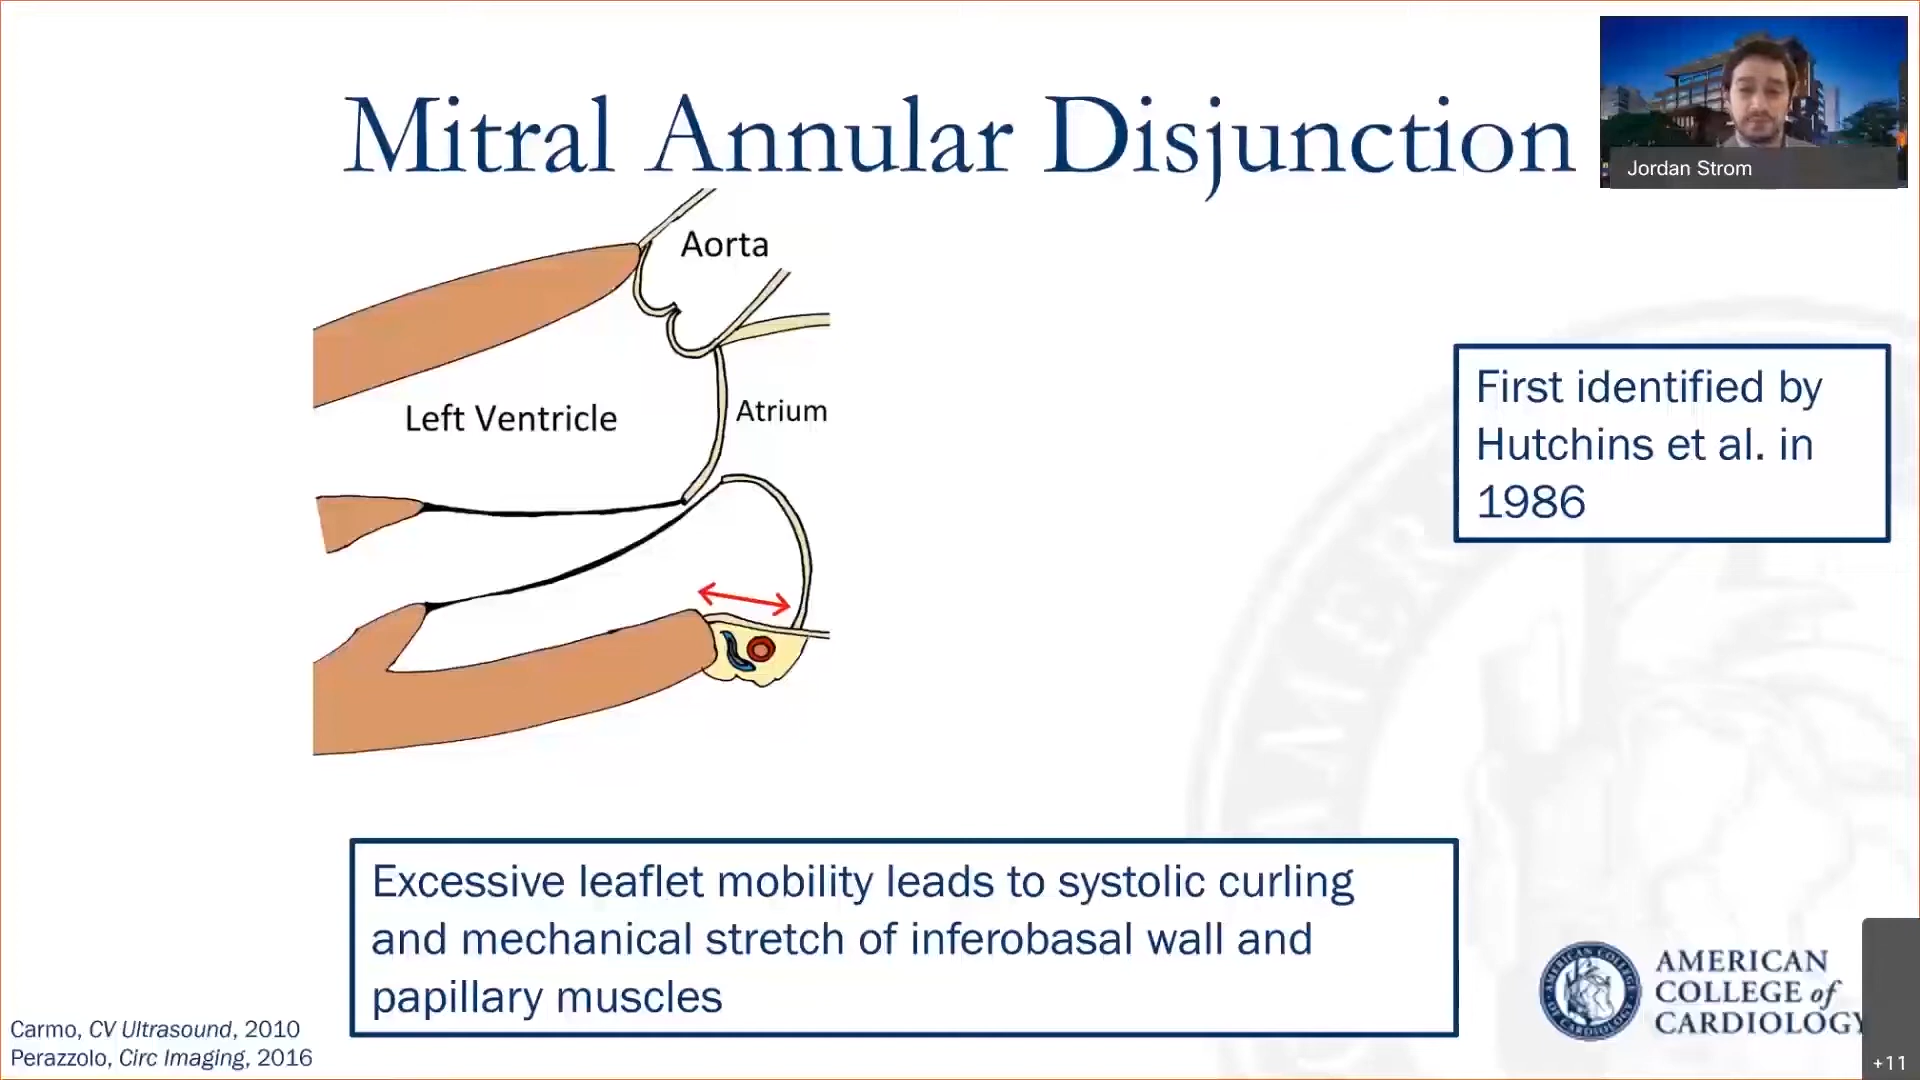 Mitral Annular Disjunction
Jordan Strom
Aorta
Left Ventricle
Atrium
First identified by
Hutchins et al. in
1986
Excessive leaflet mobility leads to systolic curling
and mechanical stretch of inferobasal wall and
papillary muscles
Carmo, CV Ultrasound, 2010
Perazzolo, Circ Imaging, 2016
AMERICAN
COLLEGE of
CARDIOLOGY
+11